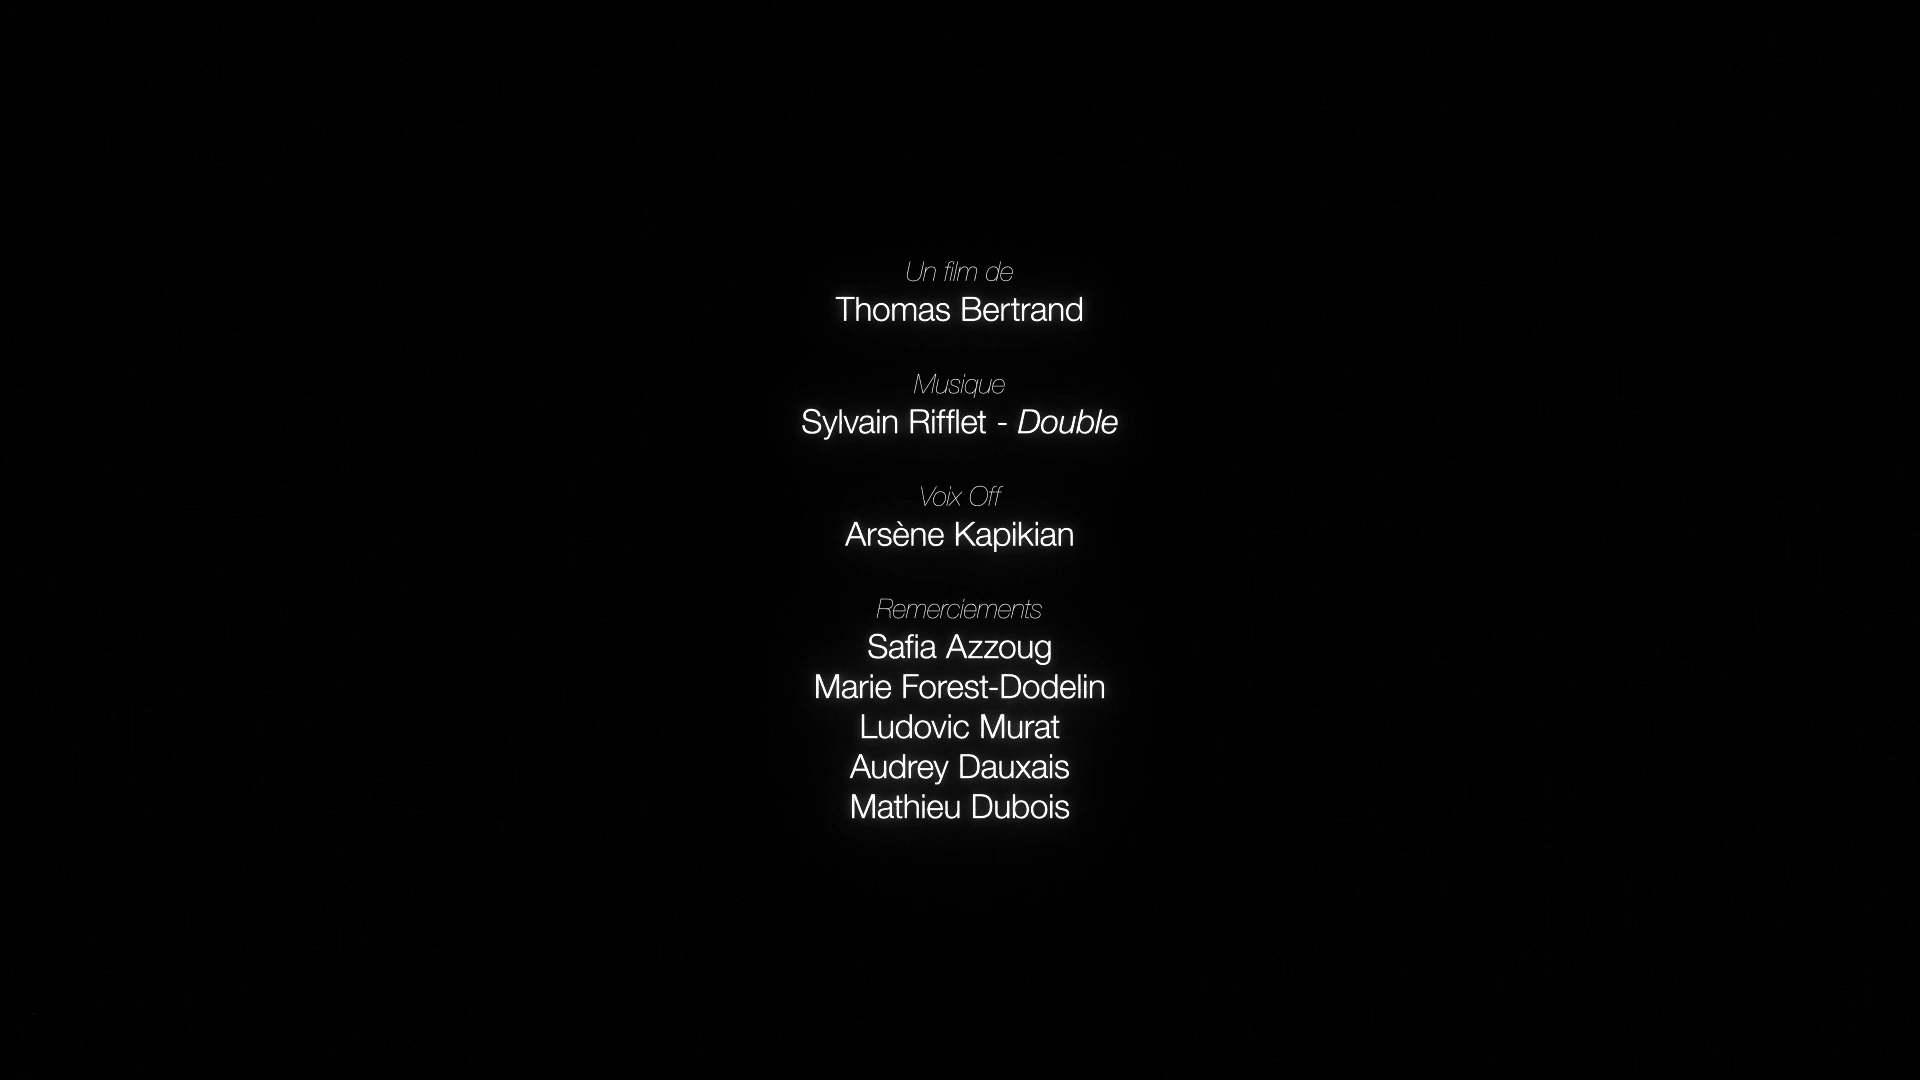 Un film de
Thomas Bertrand
Musique
Sylvain Rifflet - Double
Voix Off
Arsène Kapikian
Remerciements
Safia Azzoug
Marie Forest-Dodelin
Ludovic Murat
Audrey Dauxais
Mathieu Dubois